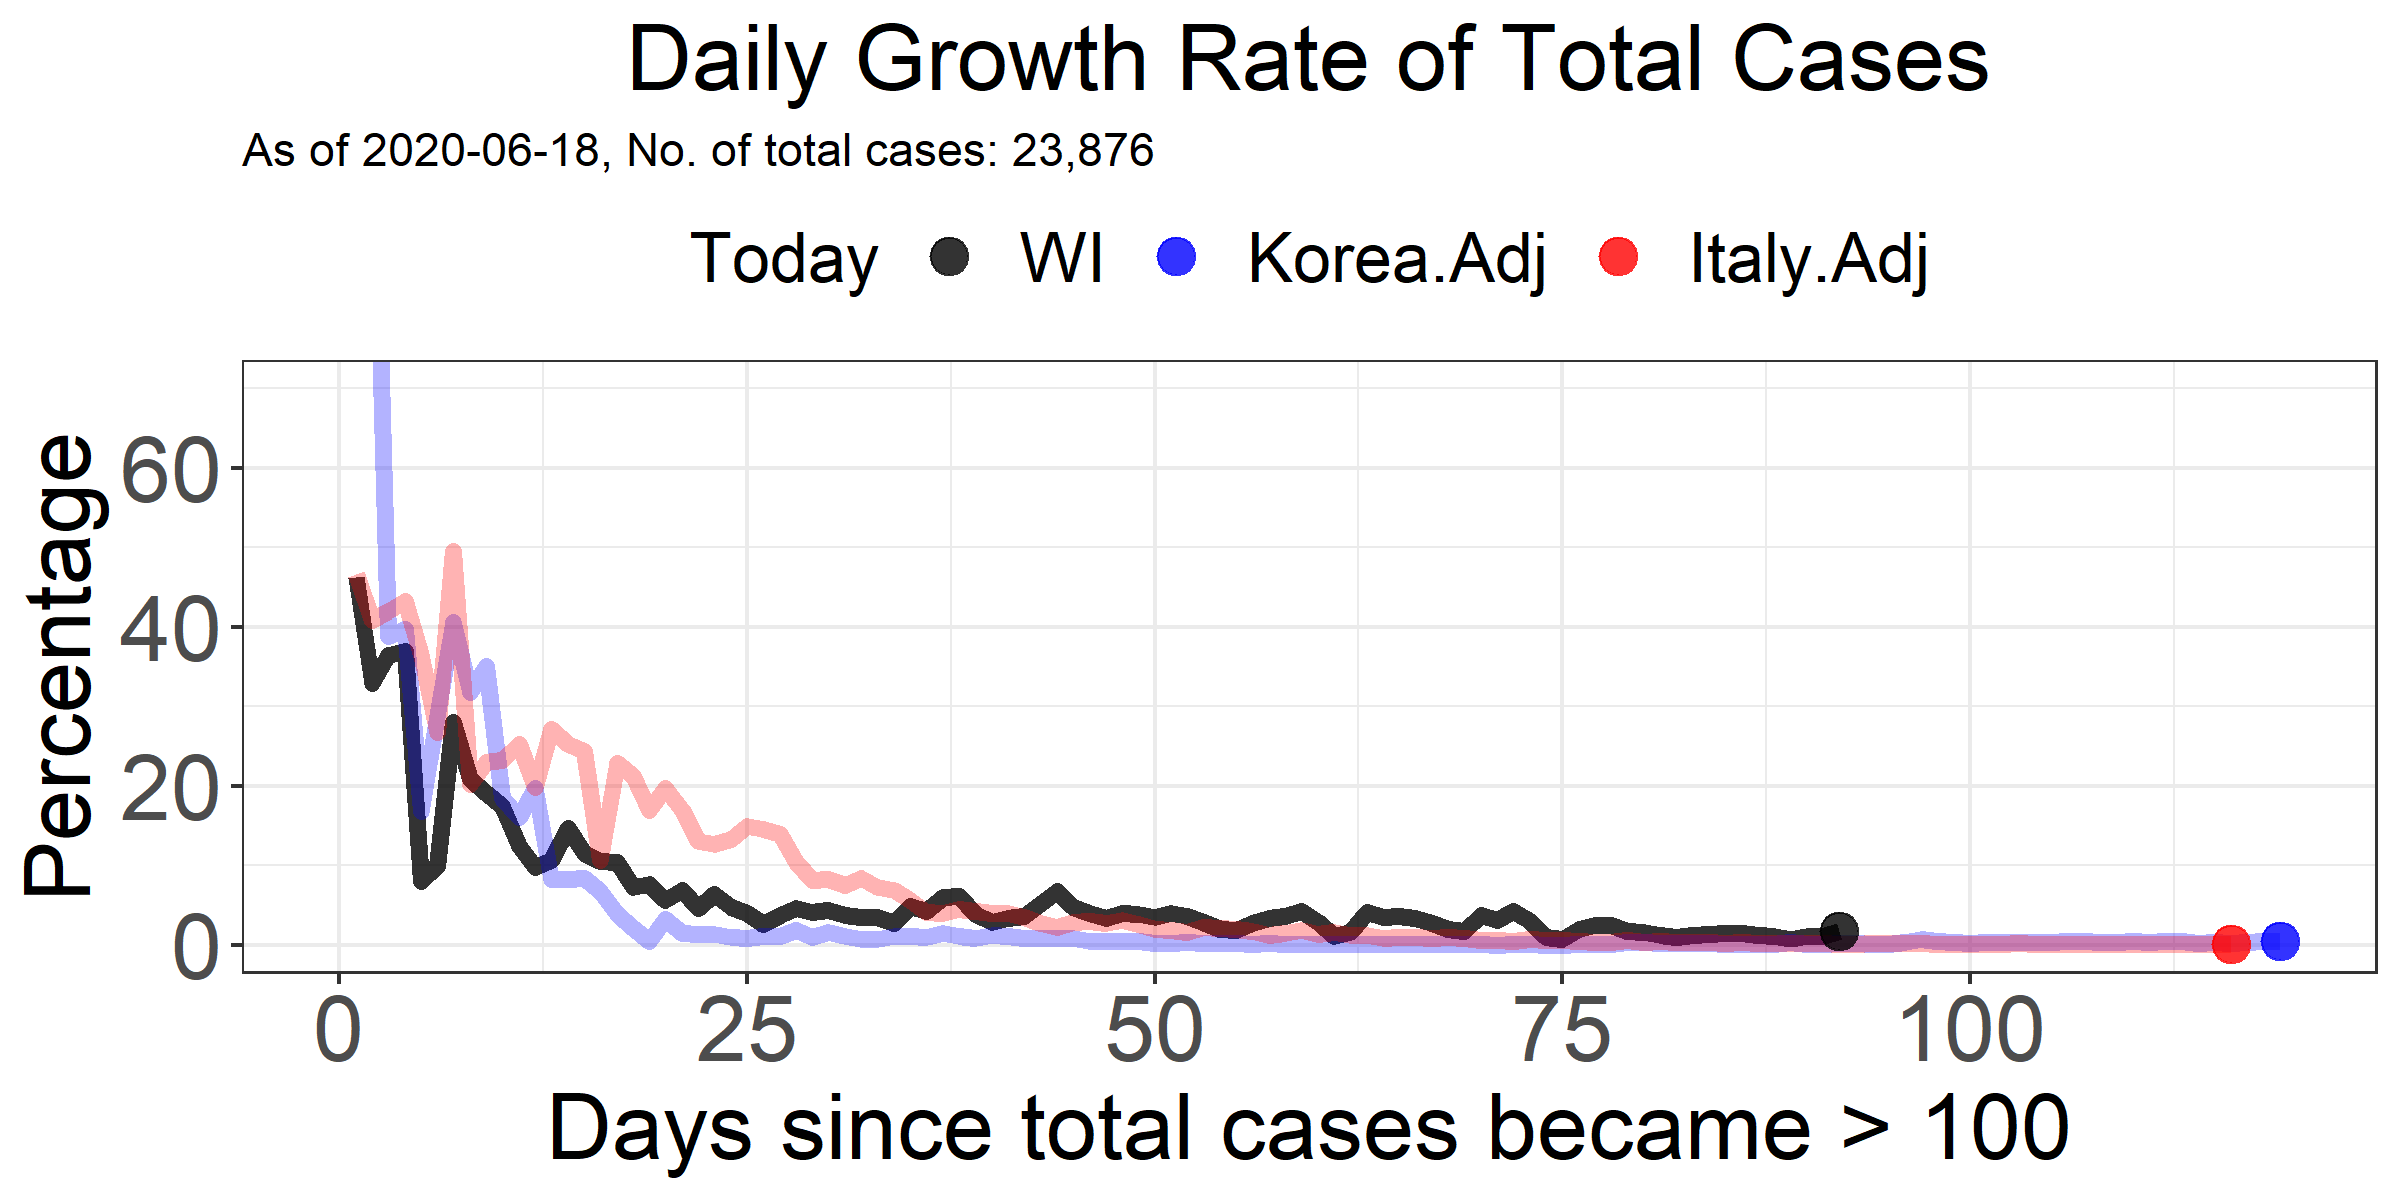 Daily Growth Rate of Total Cases
As of 2020-06-18, No. of total cases: 23,876
Today WI Korea.Adj Italy.Adj
Percentage
60
40
20
0
0 25 50 75 100
Days since total cases became > 100